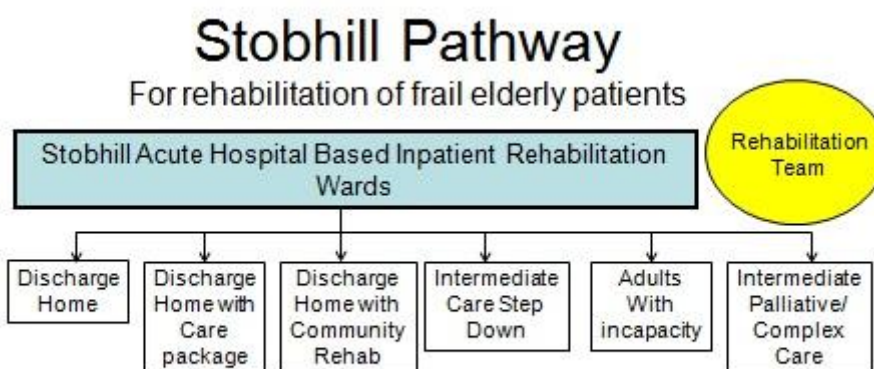 Stobhill Pathway
For rehabilitation of frail elderly patients
Stobhill Acute Hospital Based Inpatient Rehabilitation
Wards
Rehabilitation
Team
Discharge
Home
Discharge
Home with
Care
package
Discharge
Home with
Community
Rehab
Intermediate
Care Step
Down
Adults
With
incapacity
Intermediate
Palliative/
Complex
Care